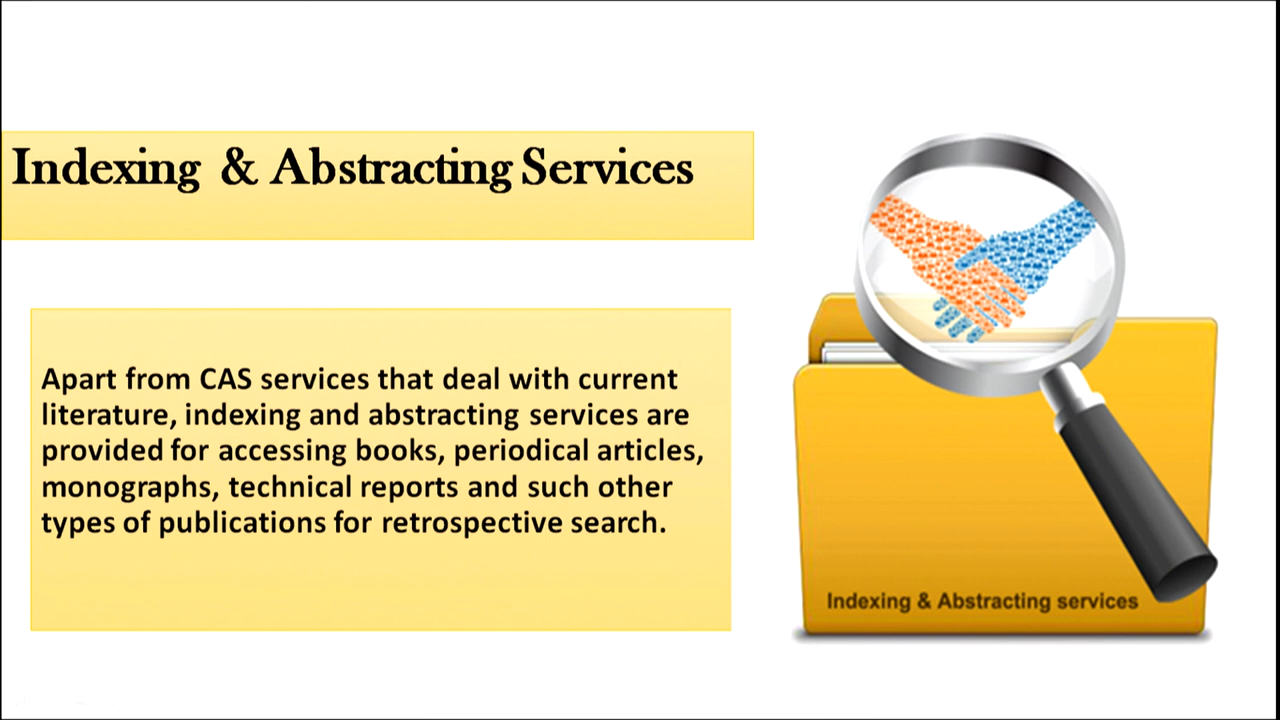 Indexing & Abstracting Services
Apart from CAS services that deal with current
literature, indexing and abstracting services are
provided for accessing books, periodical articles,
monographs, technical reports and such other
types of publications for retrospective search.
Indexing & Abstracting services